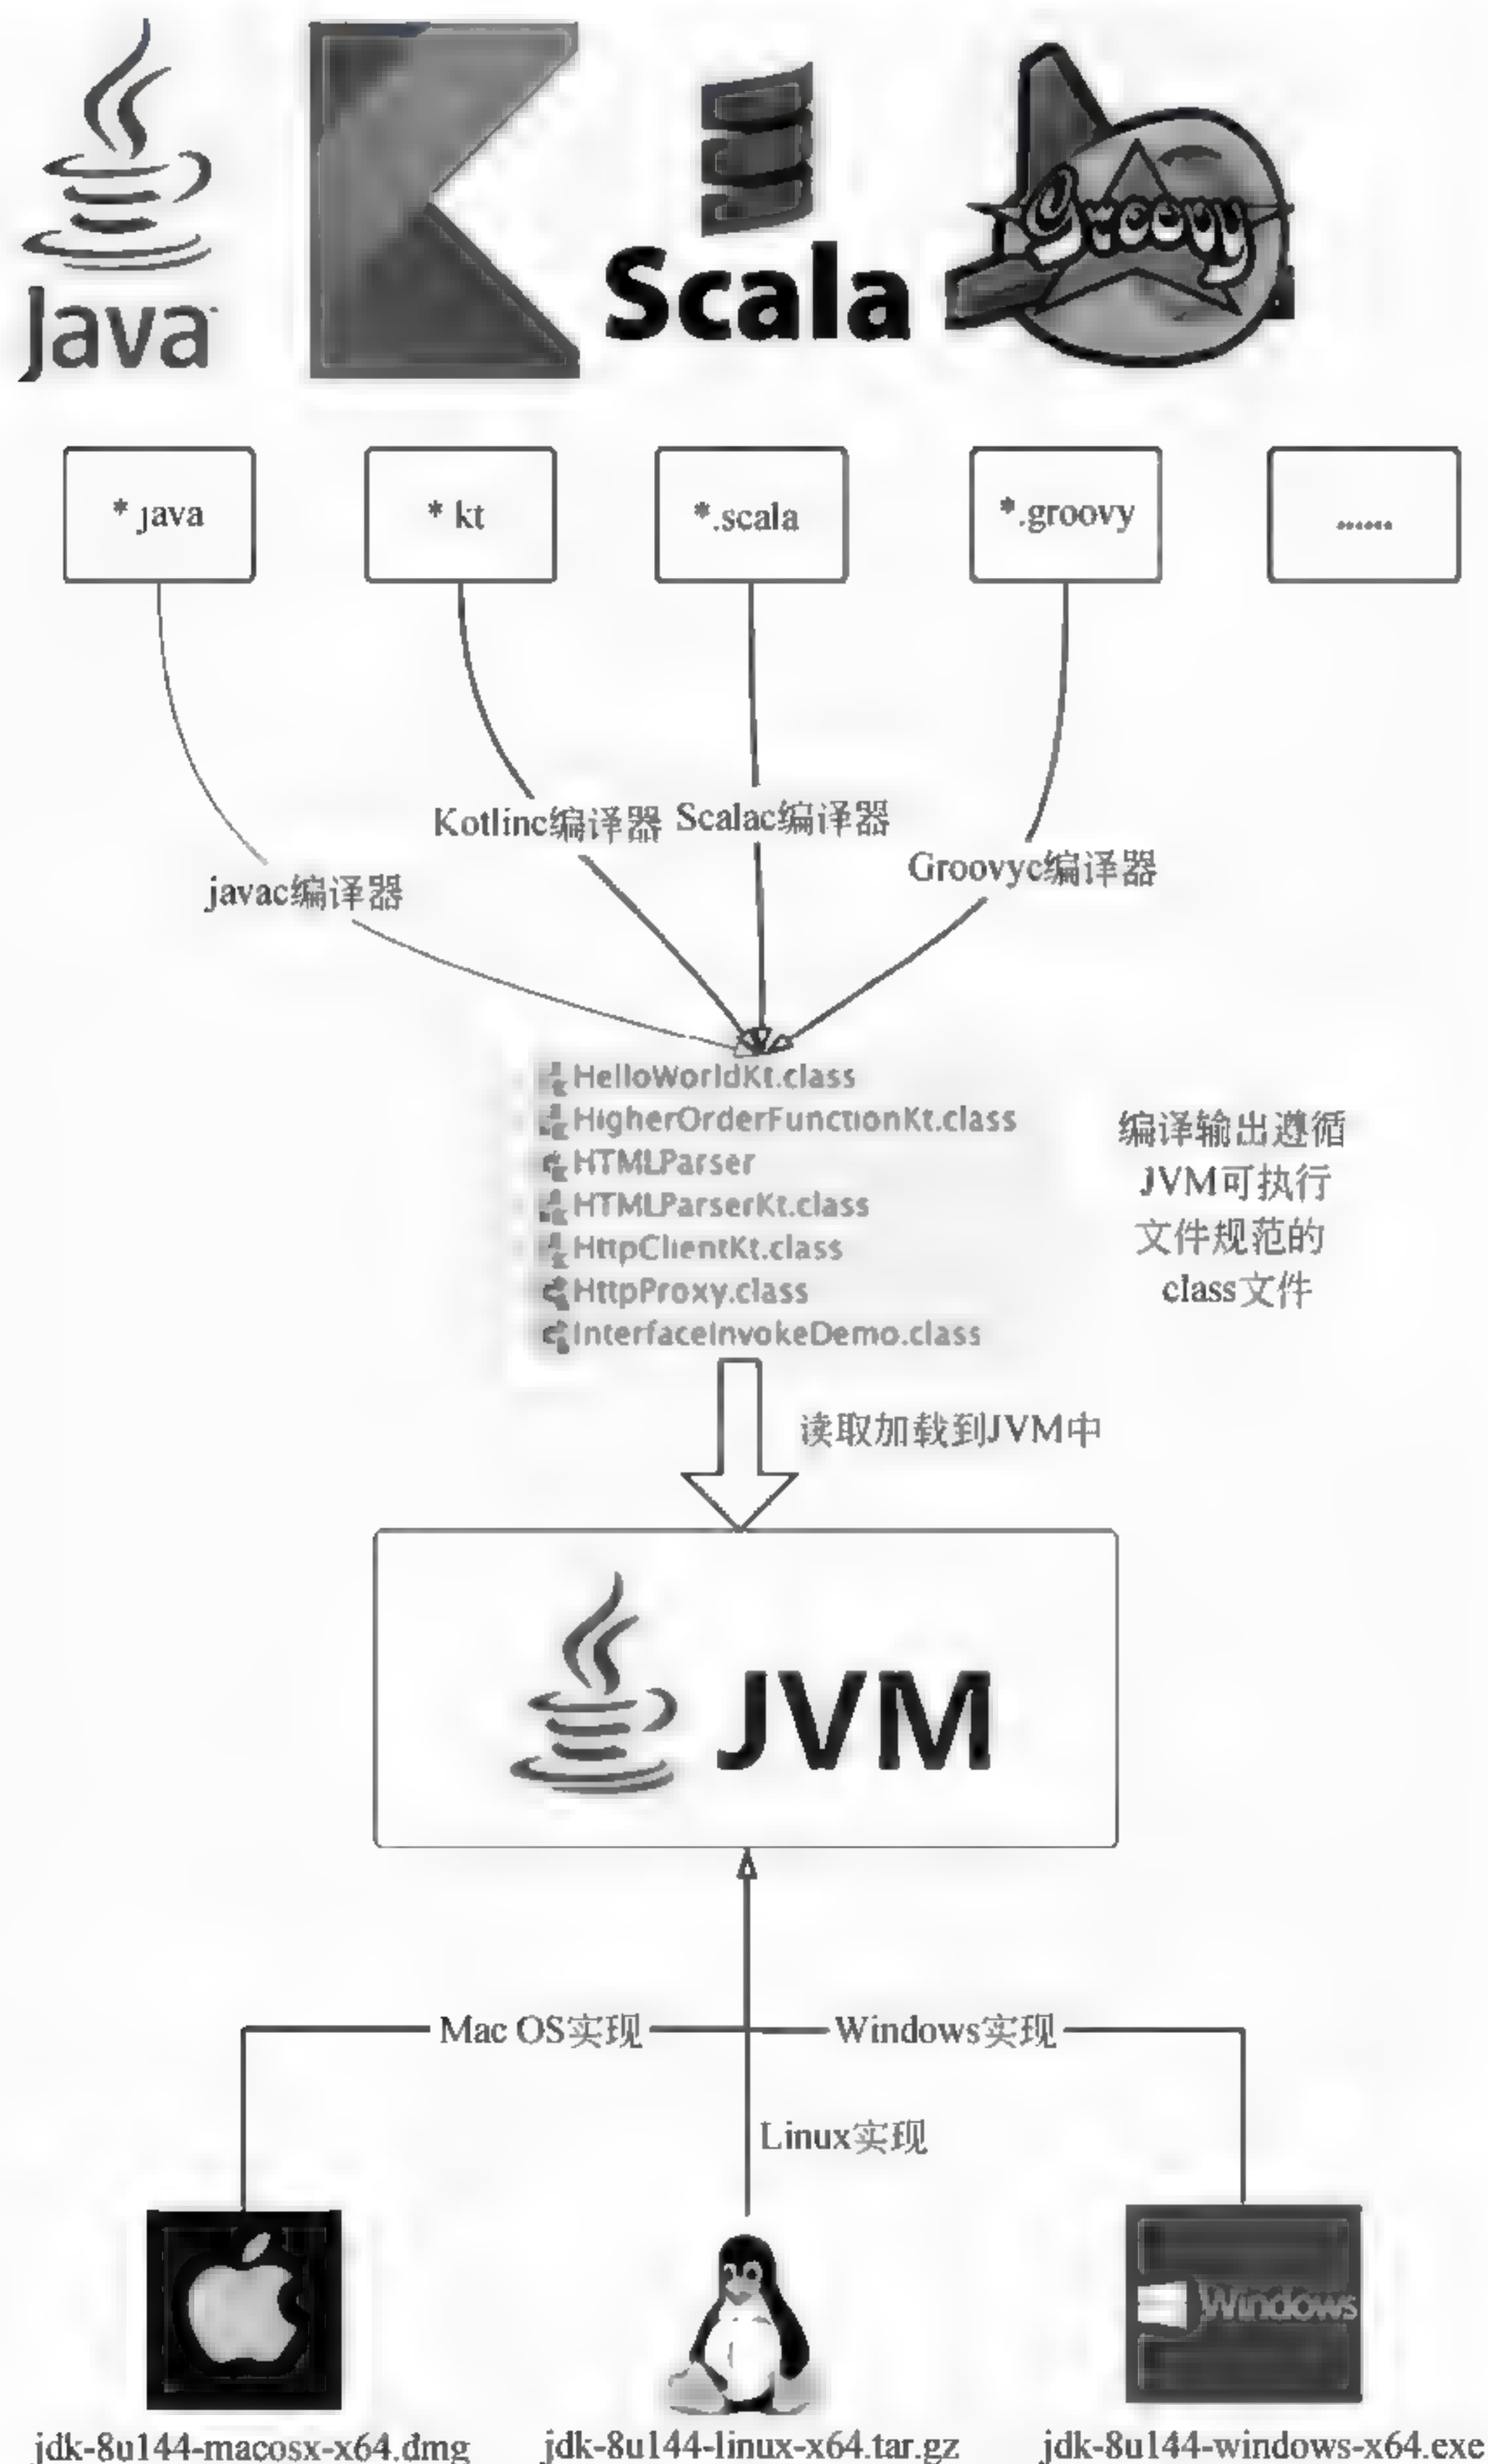 Java
Scala
Groovy
* java
* kt
*.scala
*.groovy
......
Kotlinc编译器
Scalac编译器
Groovyc编译器
javac编译器
HelloWorldKt.class
HigherOrderFunctionKt.class
HTMLParser
HTMLParserKt.class
HttpClientKt.class
HttpProxy.class
InterfaceInvokeDemo.class
编译输出遵循
JVM可执行
文件规范的
class文件
读取加载到JVM中
JVM
Mac OS实现
Windows实现
Linux实现
Windows
jdk-8u144-macosx-x64.dmg
jdk-8u144-linux-x64.tar.gz
jdk-8u144-windows-x64.exe